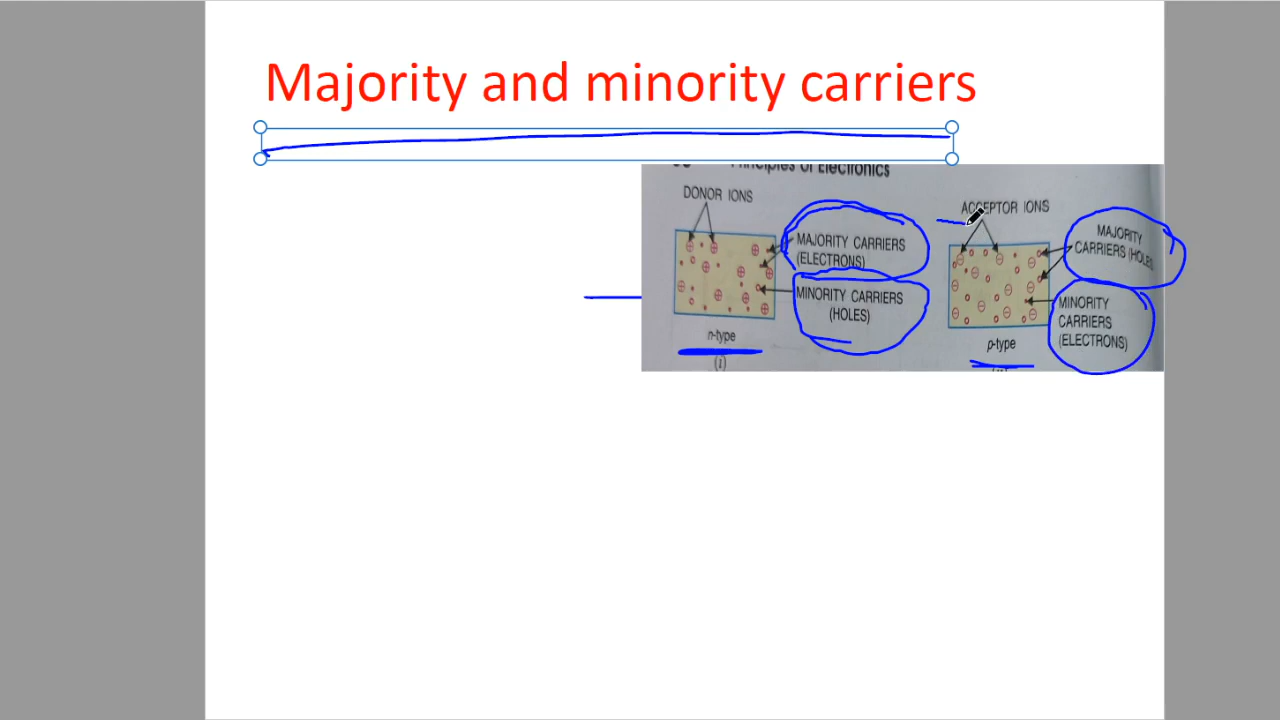 Majority and minority carriers
Principles of Electronics
DONOR IONS
MAJORITY CARRIERS
(ELECTRONS)
MINORITY CARRIERS
(HOLES)
n-type
(i)
ACCEPTOR IONS
MAJORITY
CARRIERS (HOLES)
MINORITY
CARRIERS
(ELECTRONS)
p-type